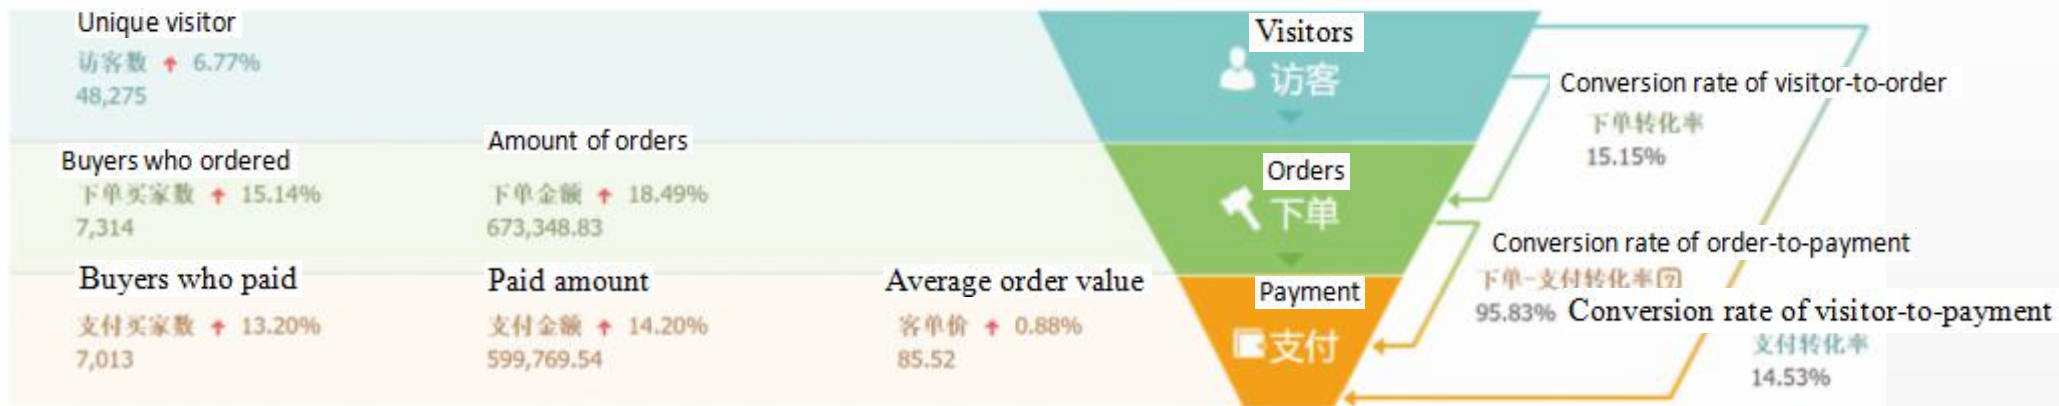 Unique visitor
访客数 ↑ 6.77%
48,275
Buyers who ordered
下单买家数 ↑ 15.14%
7,314
Amount of orders
下单金额 ↑ 18.49%
673,348.83
Buyers who paid
支付买家数 ↑ 13.20%
7,013
Paid amount
支付金额 ↑ 14.20%
599,769.54
Average order value
客单价 ↑ 0.88%
85.52
Visitors
访客
Orders
下单
Payment
支付
Conversion rate of visitor-to-order
下单转化率
15.15%
Conversion rate of order-to-payment
下单-支付转化率?
95.83%
Conversion rate of visitor-to-payment
支付转化率
14.53%